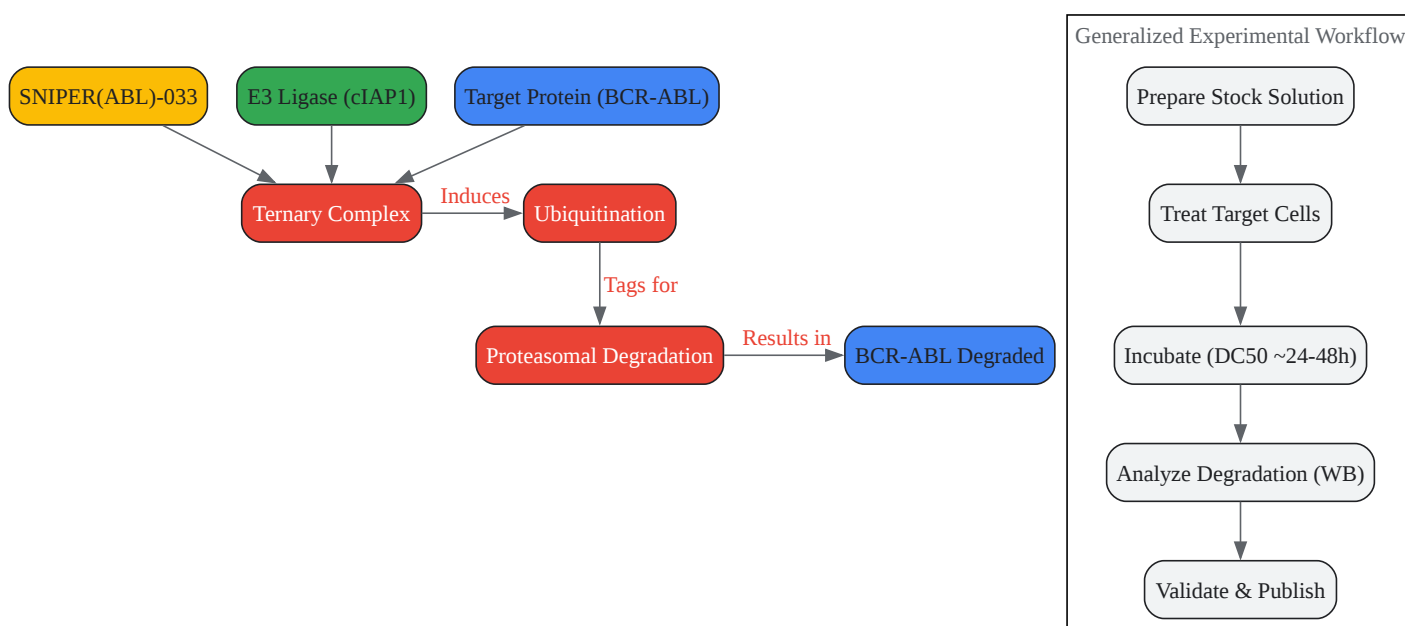 SNIPER(ABL)-033
E3 Ligase (cIAP1)
Target Protein (BCR-ABL)
Ternary Complex
Induces
Ubiquitination
Tags for
Proteasomal Degradation
Results in
BCR-ABL Degraded
Generalized Experimental Workflow
Prepare Stock Solution
Treat Target Cells
Incubate (DC50 ~24-48h)
Analyze Degradation (WB)
Validate & Publish